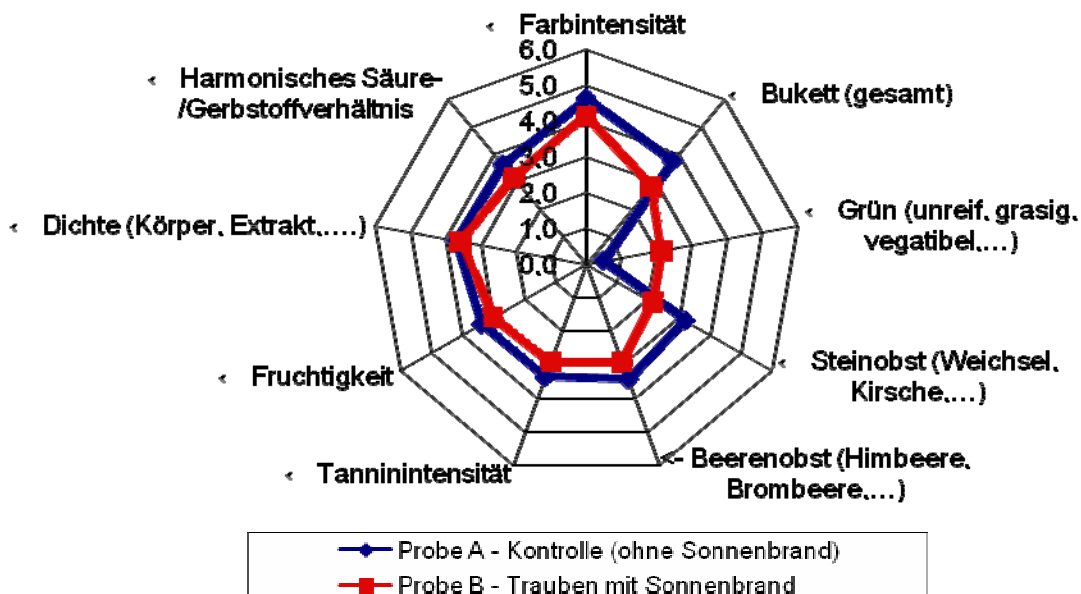 Farbintensität
6.0
5.0
4.0
3.0
2.0
1.0
0.0
Bukett (gesamt)
Grün (unreif, grasig,
vegatibel,...)
Steinobst (Weichsel,
Kirsche,...)
<- Beerenobst (Himbeere,
Brombeere,...)
Tanninintensität
Fruchtigkeit
Dichte (Körper, Extrakt,....)
Harmonisches Säure-
/Gerbstoffverhältnis
Probe A - Kontrolle (ohne Sonnenbrand)
Probe B - Trauben mit Sonnenbrand